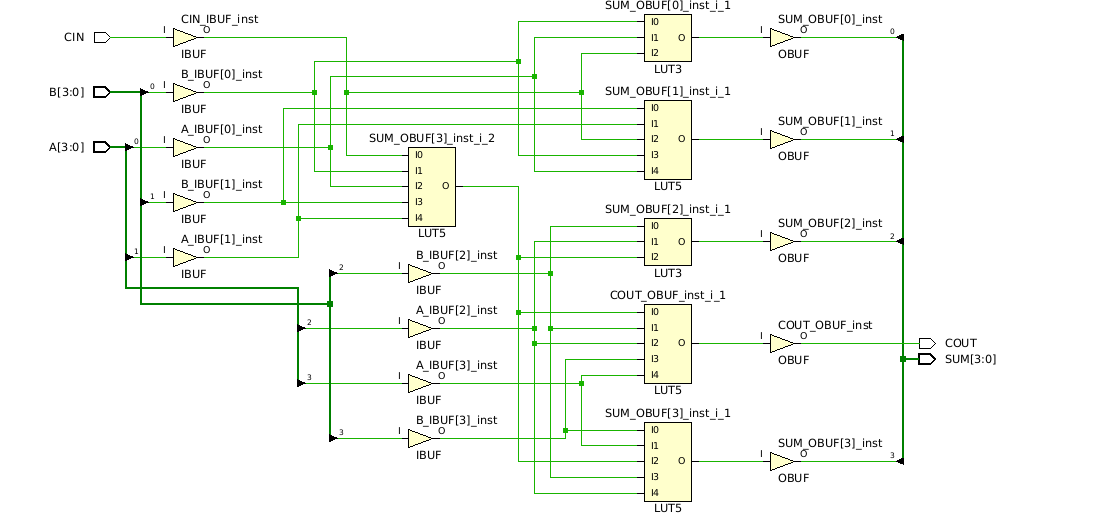 CIN
CIN_IBUF_inst
I
O
IBUF
B[3:0]
0
B_IBUF[0]_inst
I
O
IBUF
A[3:0]
0
A_IBUF[0]_inst
I
O
IBUF
1
B_IBUF[1]_inst
I
O
IBUF
1
A_IBUF[1]_inst
I
O
IBUF
SUM_OBUF[3]_inst_i_2
I0
I1
I2
I3
I4
O
LUT5
2
B_IBUF[2]_inst
I
O
IBUF
2
A_IBUF[2]_inst
I
O
IBUF
3
A_IBUF[3]_inst
I
O
IBUF
3
B_IBUF[3]_inst
I
O
IBUF
SUM_OBUF[0]_inst_i_1
I0
I1
I2
O
LUT3
SUM_OBUF[1]_inst_i_1
I0
I1
I2
I3
I4
O
LUT5
SUM_OBUF[2]_inst_i_1
I0
I1
I2
O
LUT3
COUT_OBUF_inst_i_1
I0
I1
I2
I3
I4
O
LUT5
SUM_OBUF[3]_inst_i_1
I0
I1
I2
I3
I4
O
LUT5
SUM_OBUF[0]_inst
I
O
OBUF
0
SUM_OBUF[1]_inst
I
O
OBUF
1
SUM_OBUF[2]_inst
I
O
OBUF
2
COUT_OBUF_inst
I
O
OBUF
COUT
SUM[3:0]
SUM_OBUF[3]_inst
I
O
OBUF
3